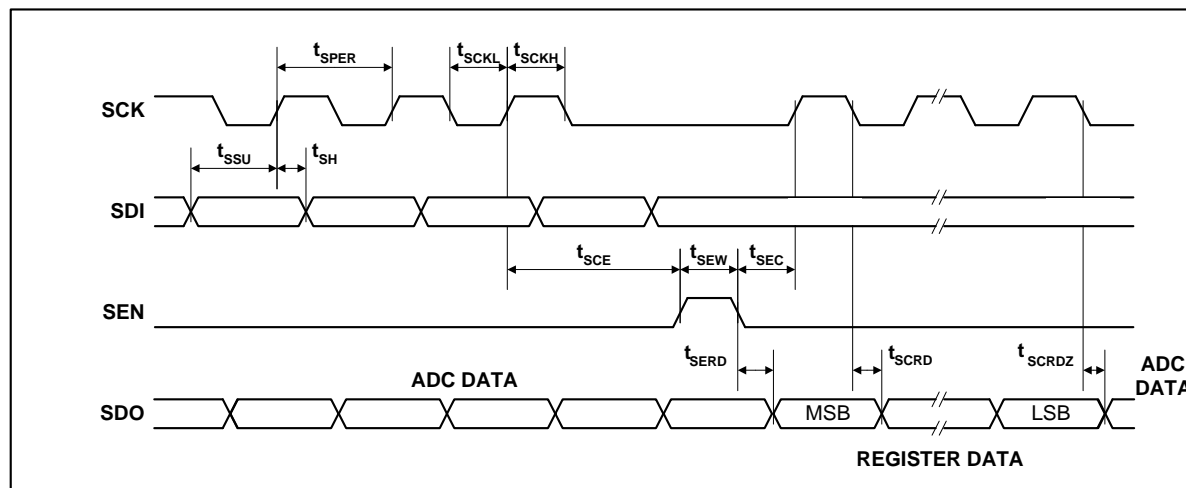 tSPER
tSCKL tSCKH
SCK
tSSU tSH
SDI
tSCE tSEW tSEC
SEN
tSERD tSCRD tSCRDZ
ADC DATA
ADC DATA
SDO
MSB
LSB
REGISTER DATA